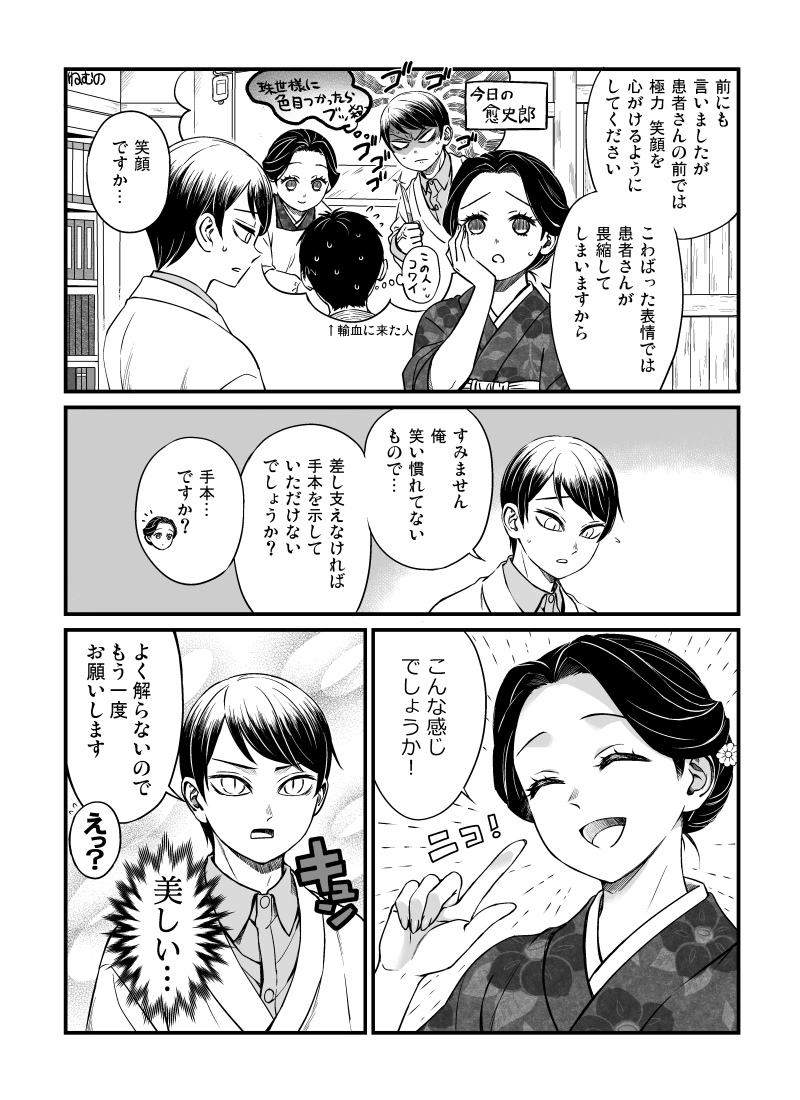 前にも
言いましたが
患者さんの前では
極力 笑顔を
心がけるように
してください
こわばった表情では
患者さんが
畏縮して
しまいますから
今日の
愈史郎
珠世様に
色目つかったら
ブッ殺
ゴゴ
ゴゴゴ
この人
コワイ
↑輸血に来た人
笑顔
ですか…
ねむの
すみません
俺
笑い慣れてない
もので…
差し支えなければ
手本を示して
いただけない
でしょうか?
手本…
ですか?
こんな感じ
でしょうか!
ニコッ!
よく解らないので
もう一度
お願いします
えっ?
キュン
美しい…